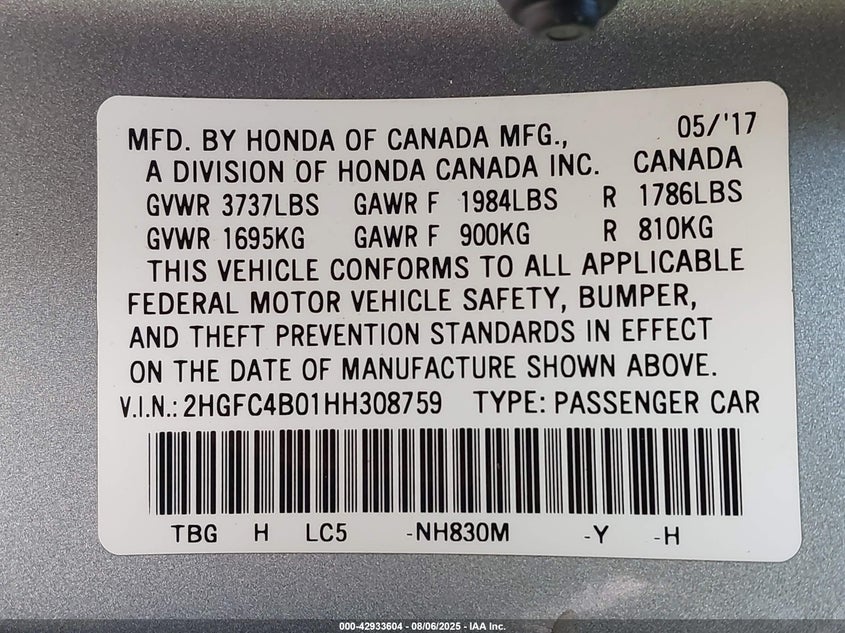 MFD. BY HONDA OF CANADA MFG., 05/'17
A DIVISION OF HONDA CANADA INC. CANADA
GVWR 3737LBS GAWR F 1984LBS R 1786LBS
GVWR 1695KG GAWR F 900KG R 810KG
THIS VEHICLE CONFORMS TO ALL APPLICABLE
FEDERAL MOTOR VEHICLE SAFETY, BUMPER,
AND THEFT PREVENTION STANDARDS IN EFFECT
ON THE DATE OF MANUFACTURE SHOWN ABOVE.
V.I.N.: 2HGFC4B01HH308759 TYPE: PASSENGER CAR
TBG H LC5 -NH830M -Y -H
000-42933604 - 08/06/2025 - IAA Inc.